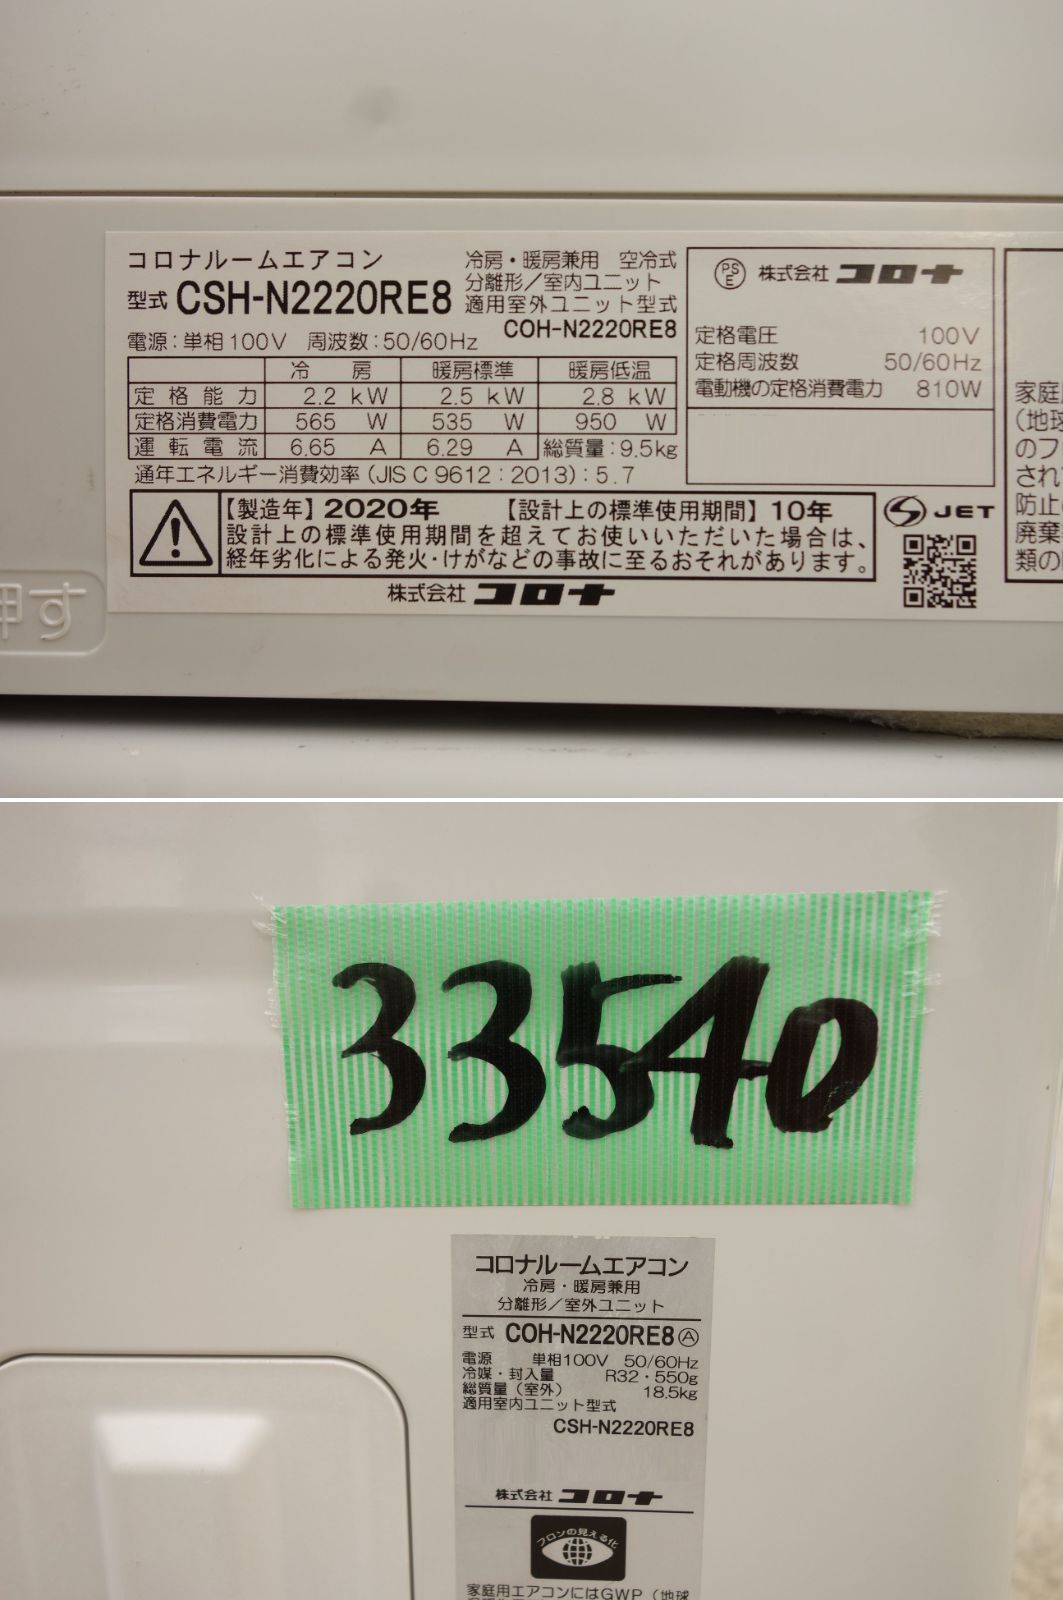 コロナルームエアコン
冷房・暖房兼用 空冷式
分離形／室内ユニット
型式 CSH-N2220RE8
適用室外ユニット型式
COH-N2220RE8
電源：単相100V 周波数：50/60Hz
冷房 暖房標準 暖房低温
定格能力 2.2 kW 2.5 kW 2.8 kW
定格消費電力 565 W 535 W 950 W
運転電流 6.65 A 6.29 A 総質量：9.5kg
通年エネルギー消費効率（JIS C 9612：2013）：5.7
【製造年】2020年 【設計上の標準使用期間】10年
設計上の標準使用期間を超えてお使いいただいた場合は、
経年劣化による発火・けがなどの事故に至るおそれがあります。
株式会社 コロナ
PSE 株式会社 コロナ
定格電圧 100V
定格周波数 50/60Hz
電動機の定格消費電力 810W
JET
家庭
（地球
のフ
され
防止
廃棄
類の
押す
33540
コロナルームエアコン
冷房・暖房兼用
分離形／室外ユニット
型式 COH-N2220RE8 Ⓐ
電源 単相100V 50/60Hz
冷媒・封入量 R32・550g
総質量（室外） 18.5kg
適用室内ユニット型式
CSH-N2220RE8
株式会社 コロナ
フロンの見える化
家庭用エアコンにはGWP（地球